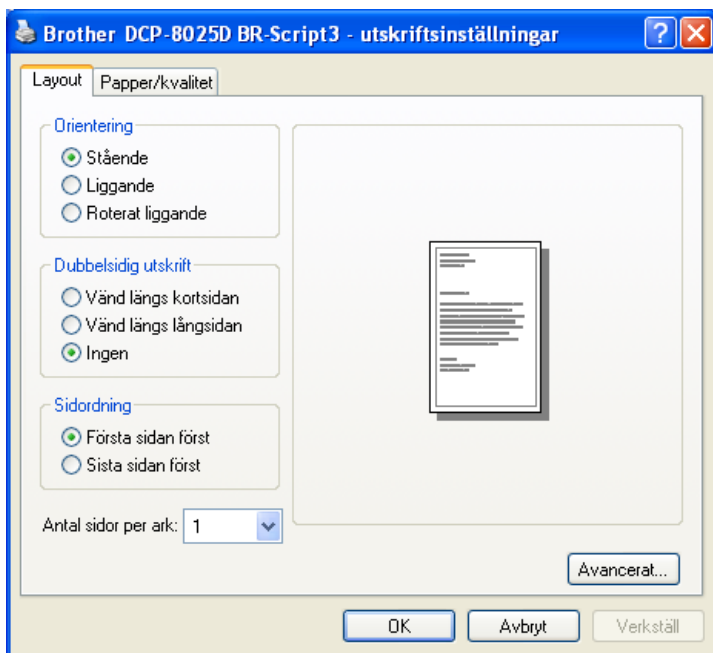 Brother DCP-8025D BR-Script3 - utskriftsinställningar
Layout
Papper/kvalitet
Orientering
Stående
Liggande
Roterat liggande
Dubbelsidig utskrift
Vänd längs kortsidan
Vänd längs långsidan
Ingen
Sidordning
Första sidan först
Sista sidan först
Antal sidor per ark: 1
Avancerat...
OK
Avbryt
Verkställ